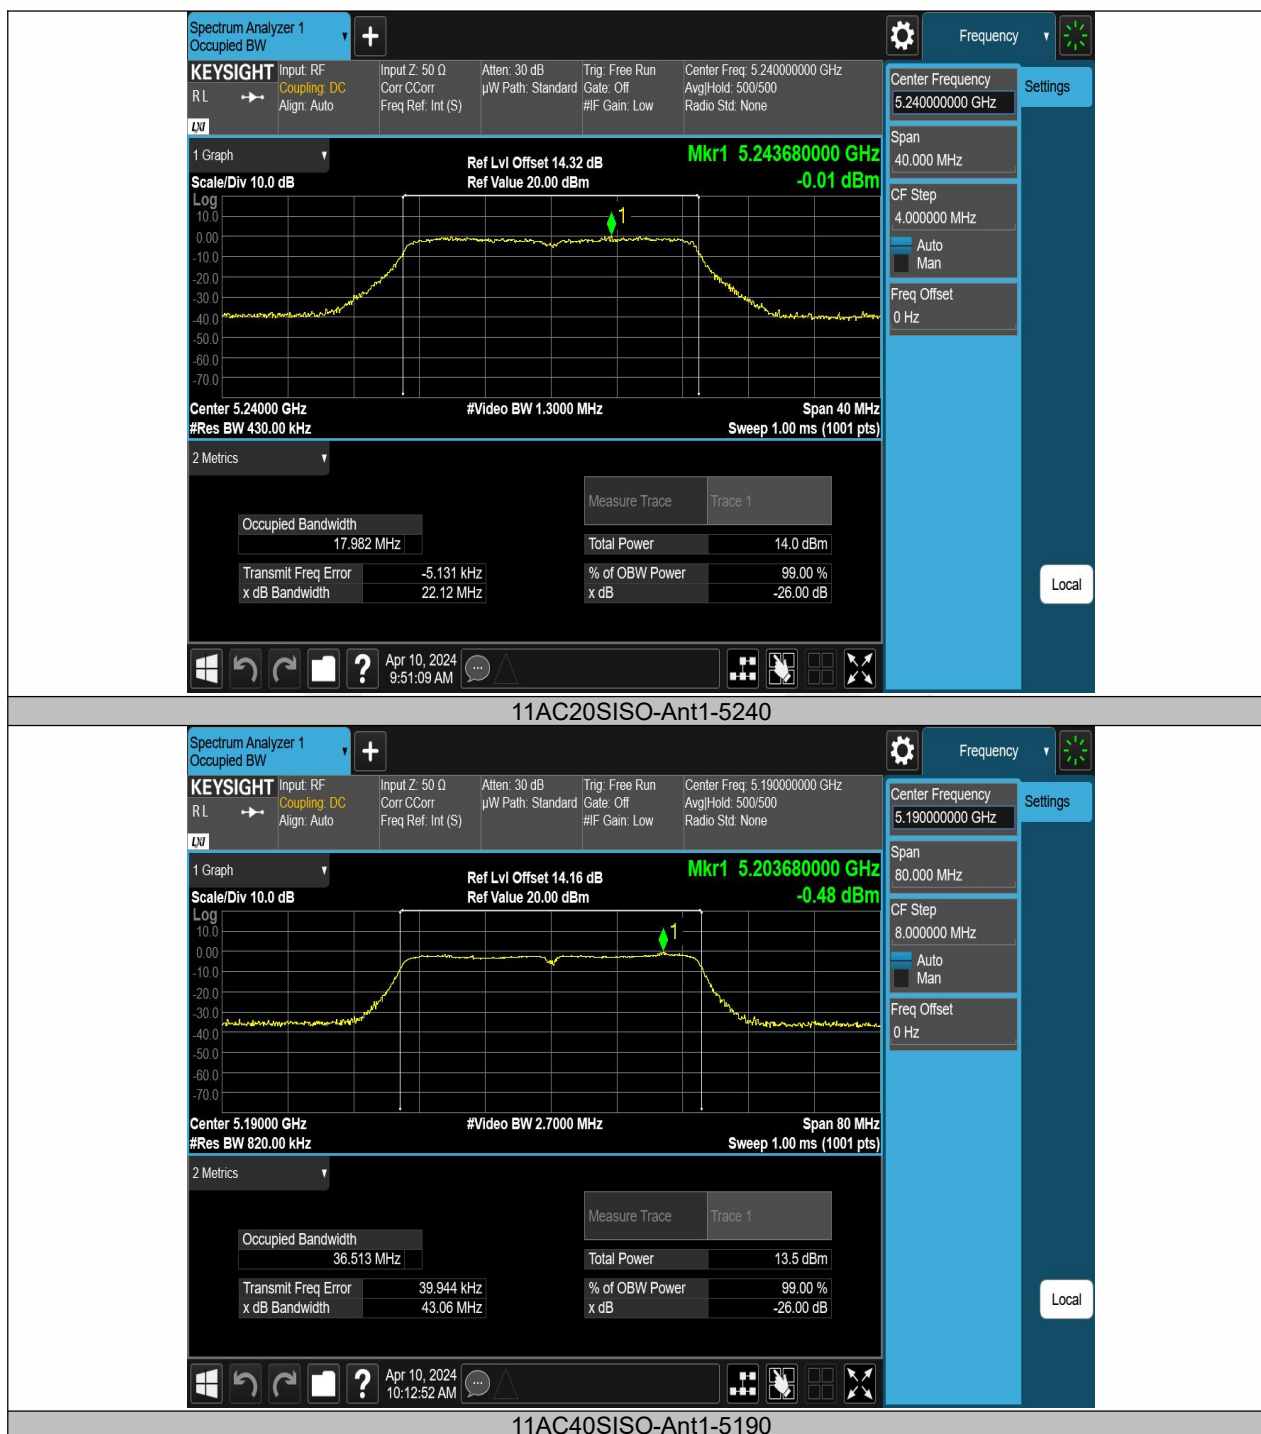 Spectrum Analyzer 1
Occupied BW
+
Frequency
KEYSIGHT
R L
LXI
Input: RF
Coupling: DC
Align: Auto
Input Z: 50 Ω
Corr CCorr
Freq Ref: Int (S)
Atten: 30 dB
µW Path: Standard
Trig: Free Run
Gate: Off
#IF Gain: Low
Center Freq: 5.240000000 GHz
Avg|Hold: 500/500
Radio Std: None
Center Frequency
5.240000000 GHz
Settings
Span
40.000 MHz
CF Step
4.000000 MHz
Auto
Man
Freq Offset
0 Hz
Local
1 Graph
Scale/Div 10.0 dB
Ref Lvl Offset 14.32 dB
Ref Value 20.00 dBm
Mkr1 5.243680000 GHz
-0.01 dBm
Log
10.0
0.00
-10.0
-20.0
-30.0
-40.0
-50.0
-60.0
-70.0
1
Center 5.24000 GHz
#Video BW 1.3000 MHz
Span 40 MHz
#Res BW 430.00 kHz
Sweep 1.00 ms (1001 pts)
2 Metrics
Measure Trace Trace 1
Occupied Bandwidth
17.982 MHz
Total Power 14.0 dBm
Transmit Freq Error -5.131 kHz
% of OBW Power 99.00 %
x dB Bandwidth 22.12 MHz
x dB -26.00 dB
?
Apr 10, 2024
9:51:09 AM
11AC20SISO-Ant1-5240
Spectrum Analyzer 1
Occupied BW
+
Frequency
KEYSIGHT
R L
LXI
Input: RF
Coupling: DC
Align: Auto
Input Z: 50 Ω
Corr CCorr
Freq Ref: Int (S)
Atten: 30 dB
µW Path: Standard
Trig: Free Run
Gate: Off
#IF Gain: Low
Center Freq: 5.190000000 GHz
Avg|Hold: 500/500
Radio Std: None
Center Frequency
5.190000000 GHz
Settings
Span
80.000 MHz
CF Step
8.000000 MHz
Auto
Man
Freq Offset
0 Hz
Local
1 Graph
Scale/Div 10.0 dB
Ref Lvl Offset 14.16 dB
Ref Value 20.00 dBm
Mkr1 5.203680000 GHz
-0.48 dBm
Log
10.0
0.00
-10.0
-20.0
-30.0
-40.0
-50.0
-60.0
-70.0
1
Center 5.19000 GHz
#Video BW 2.7000 MHz
Span 80 MHz
#Res BW 820.00 kHz
Sweep 1.00 ms (1001 pts)
2 Metrics
Measure Trace Trace 1
Occupied Bandwidth
36.513 MHz
Total Power 13.5 dBm
Transmit Freq Error 39.944 kHz
% of OBW Power 99.00 %
x dB Bandwidth 43.06 MHz
x dB -26.00 dB
?
Apr 10, 2024
10:12:52 AM
11AC40SISO-Ant1-5190